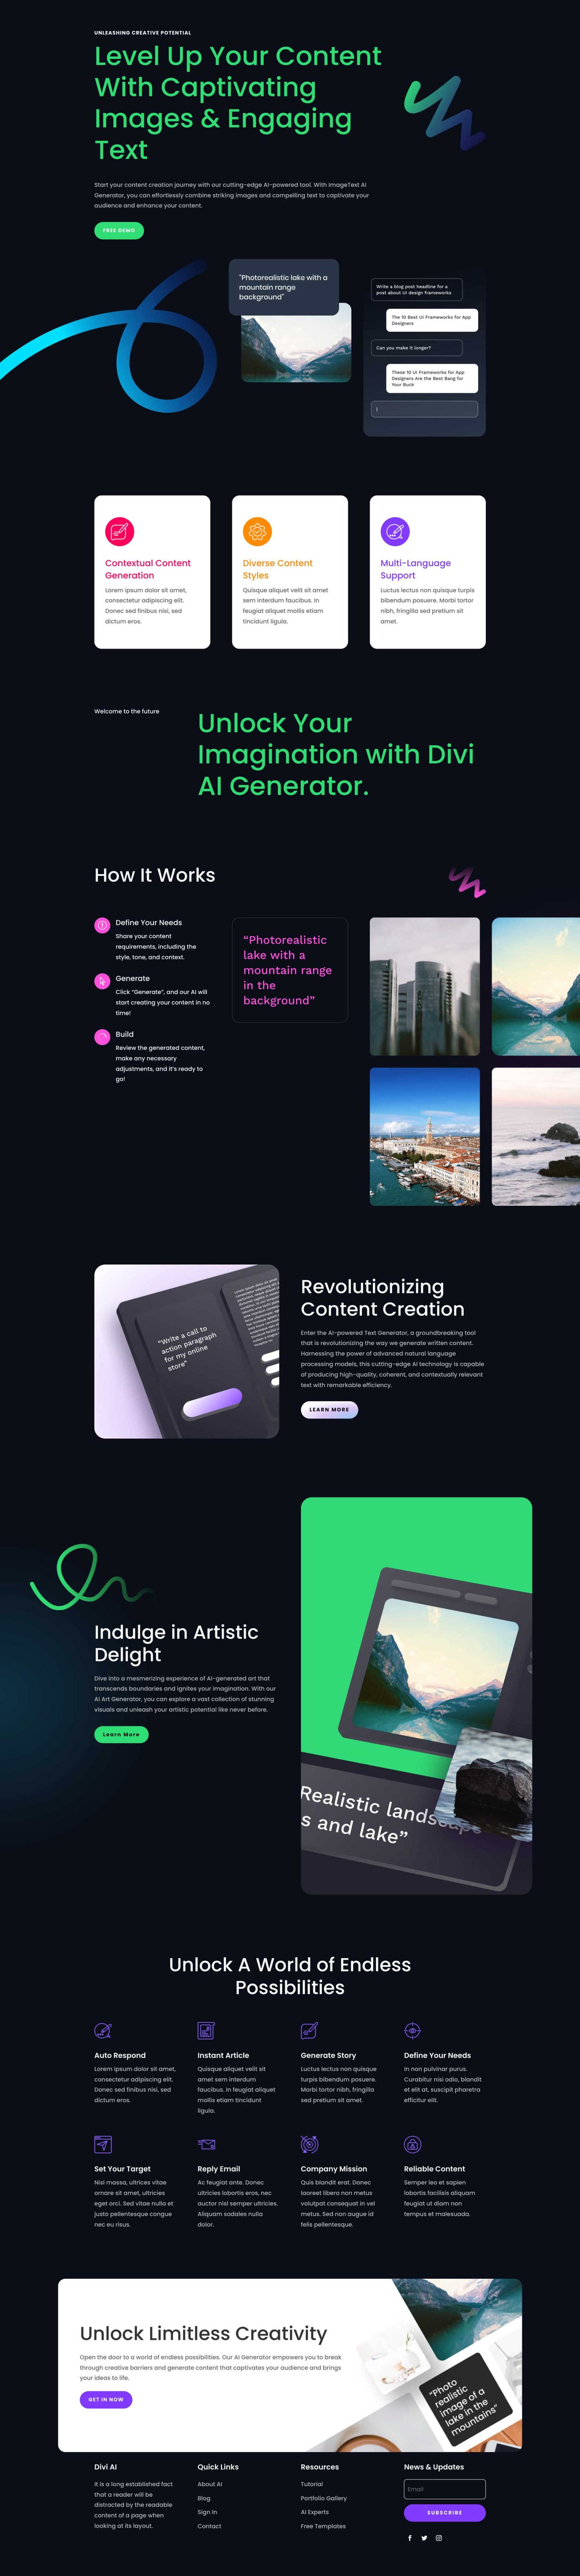 UNLEASHING CREATIVE POTENTIAL
Level Up Your Content
With Captivating
Images & Engaging
Text
Start your content creation journey with our cutting-edge AI-powered tool. With ImageText AI
Generator, you can effortlessly combine striking images and compelling text to captivate your
audience and enhance your content.
FREE DEMO
"Photorealistic lake with a
mountain range
background"
Write a blog post headline for a
post about UI design frameworks
The 10 Best UI Frameworks for App
Designers
Can you make it longer?
These 10 UI Frameworks for App
Designers Are the Best Bang for
Your Buck
Contextual Content
Generation
Lorem ipsum dolor sit amet,
consectetur adipiscing elit.
Donec sed finibus nisi, sed
dictum eros.
Diverse Content
Styles
Quisque aliquet velit sit amet
sem interdum faucibus. In
feugiat aliquet mollis etiam
tincidunt ligula.
Multi-Language
Support
Luctus lectus non quisque turpis
bibendum posuere. Morbi tortor
nibh, fringilla sed pretium sit
amet.
Welcome to the future
Unlock Your
Imagination with Divi
AI Generator.
How It Works
Define Your Needs
Share your content
requirements, including the
style, tone, and context.
Generate
Click “Generate”, and our AI will
start creating your content in no
time!
Build
Review the generated content,
make any necessary
adjustments, and it’s ready to
go!
“Photorealistic
lake with a
mountain range
in the
background”
“Write a call to
action paragraph
for my online
store”
Revolutionizing
Content Creation
Enter the AI-powered Text Generator, a groundbreaking tool
that is revolutionizing the way we generate written content.
Harnessing the power of advanced natural language
processing models, this cutting-edge AI technology is capable
of producing high-quality, coherent, and contextually relevant
text with remarkable efficiency.
LEARN MORE
Indulge in Artistic
Delight
Dive into a mesmerizing experience of AI-generated art that
transcends boundaries and ignites your imagination. With our
AI Art Generator, you can explore a vast collection of stunning
visuals and unleash your artistic potential like never before.
Learn More
Realistic landscape
s and lake”
Unlock A World of Endless
Possibilities
Auto Respond
Lorem ipsum dolor sit amet,
consectetur adipiscing elit.
Donec sed finibus nisi, sed
dictum eros.
Instant Article
Quisque aliquet velit sit
amet sem interdum
faucibus. In feugiat aliquet
mollis etiam tincidunt
ligula.
Generate Story
Luctus lectus non quisque
turpis bibendum posuere.
Morbi tortor nibh, fringilla
sed pretium sit amet.
Define Your Needs
In non pulvinar purus.
Curabitur nisi odio, blandit
et elit at, suscipit pharetra
efficitur elit.
Set Your Target
Nisl massa, ultrices vitae
ornare sit amet, ultricies
eget orci. Sed vitae nulla et
justo pellentesque congue
nec eu risus.
Reply Email
Ac feugiat ante. Donec
ultricies lobortis eros, nec
auctor nisl semper ultricies.
Aliquam sodales nulla
dolor.
Company Mission
Quis blandit erat. Donec
laoreet libero non metus
volutpat consequat in vel
metus. Sed non augue id
felis pellentesque.
Reliable Content
Semper leo et sapien
lobortis facilisis aliquam
feugiat ut diam non
tempus et malesuada.
Unlock Limitless Creativity
Open the door to a world of endless possibilities. Our AI Generator empowers you to break
through creative barriers and generate content that captivates your audience and brings
your ideas to life.
GET IN NOW
“Photo
realistic
image of a
lake in the
mountains”
Divi AI
It is a long established fact
that a reader will be
distracted by the readable
content of a page when
looking at its layout.
Quick Links
About AI
Blog
Sign In
Contact
Resources
Tutorial
Portfolio Gallery
AI Experts
Free Templates
News & Updates
Email
SUBSCRIBE